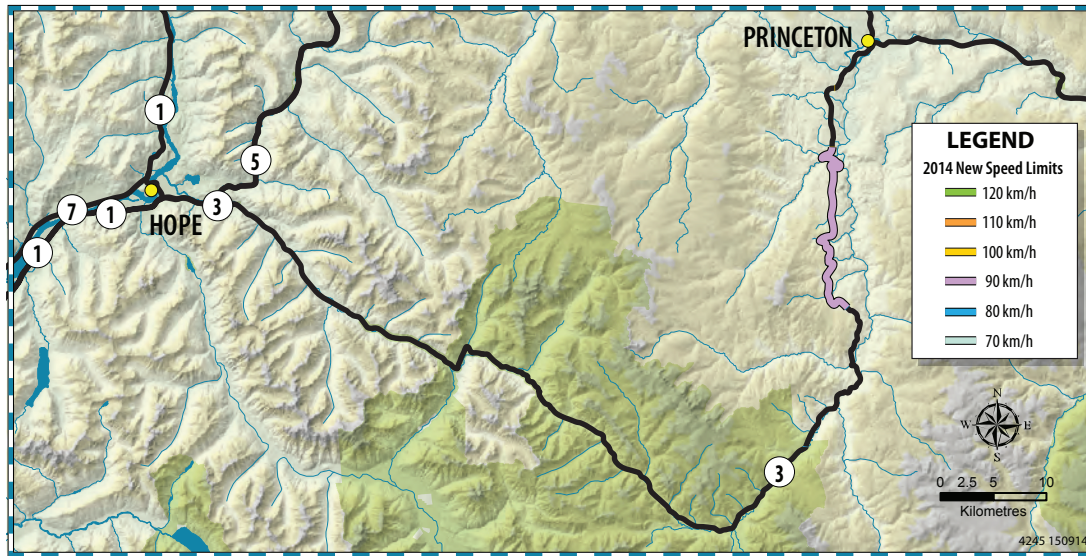 PRINCETON
1
5
7
1
3
HOPE
1
3
LEGEND
2014 New Speed Limits
120 km/h
110 km/h
100 km/h
90 km/h
80 km/h
70 km/h
N
W E
S
0 2.5 5 10
Kilometres
4245 150914